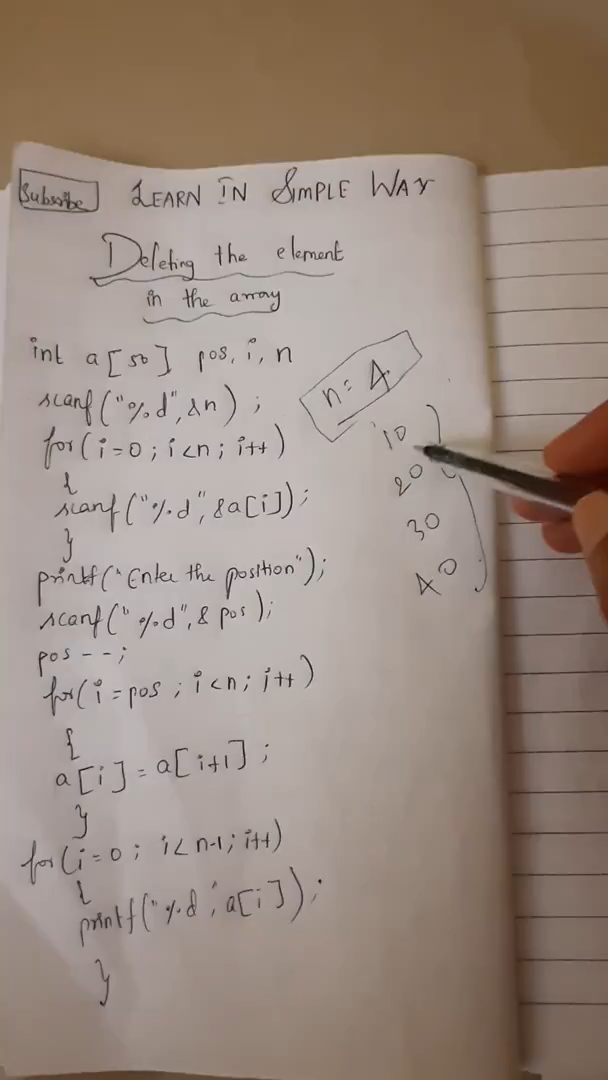 Subscribe LEARN IN SIMPLE WAY
Deleting the element
in the array
int a[50] pos, i, n
scanf("%d",&n);
for(i=0; i<n; i++)
{
scanf("%d",&a[i]);
}
printf("Enter the position");
scanf("%d",& pos);
pos--;
for(i=pos; i<n; i++)
{
a[i]=a[i+1];
}
for(i=0; i<n-1; i++)
{
printf("%d",a[i]);
}
n=4
10
20
30
40